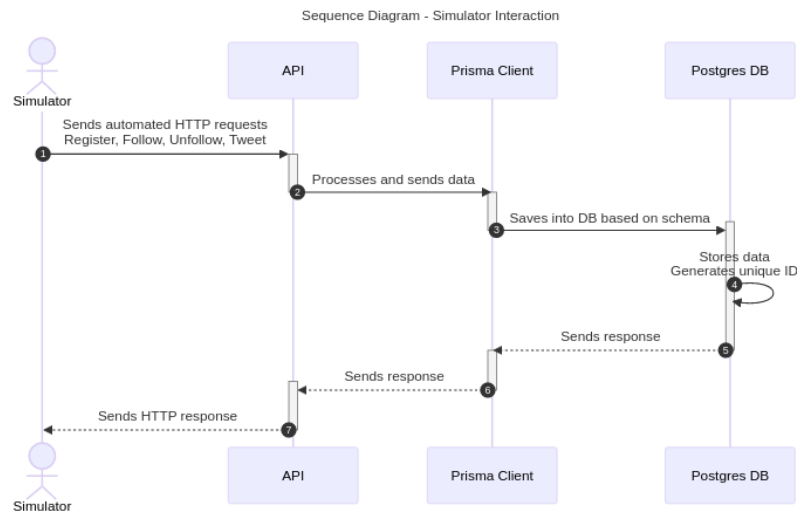 Sequence Diagram - Simulator Interaction
API
Prisma Client
Postgres DB
Simulator
Sends automated HTTP requests
Register, Follow, Unfollow, Tweet
1
2
Processes and sends data
3
Saves into DB based on schema
Stores data
Generates unique ID
4
Sends response
5
Sends response
6
Sends HTTP response
7
API
Prisma Client
Postgres DB
Simulator